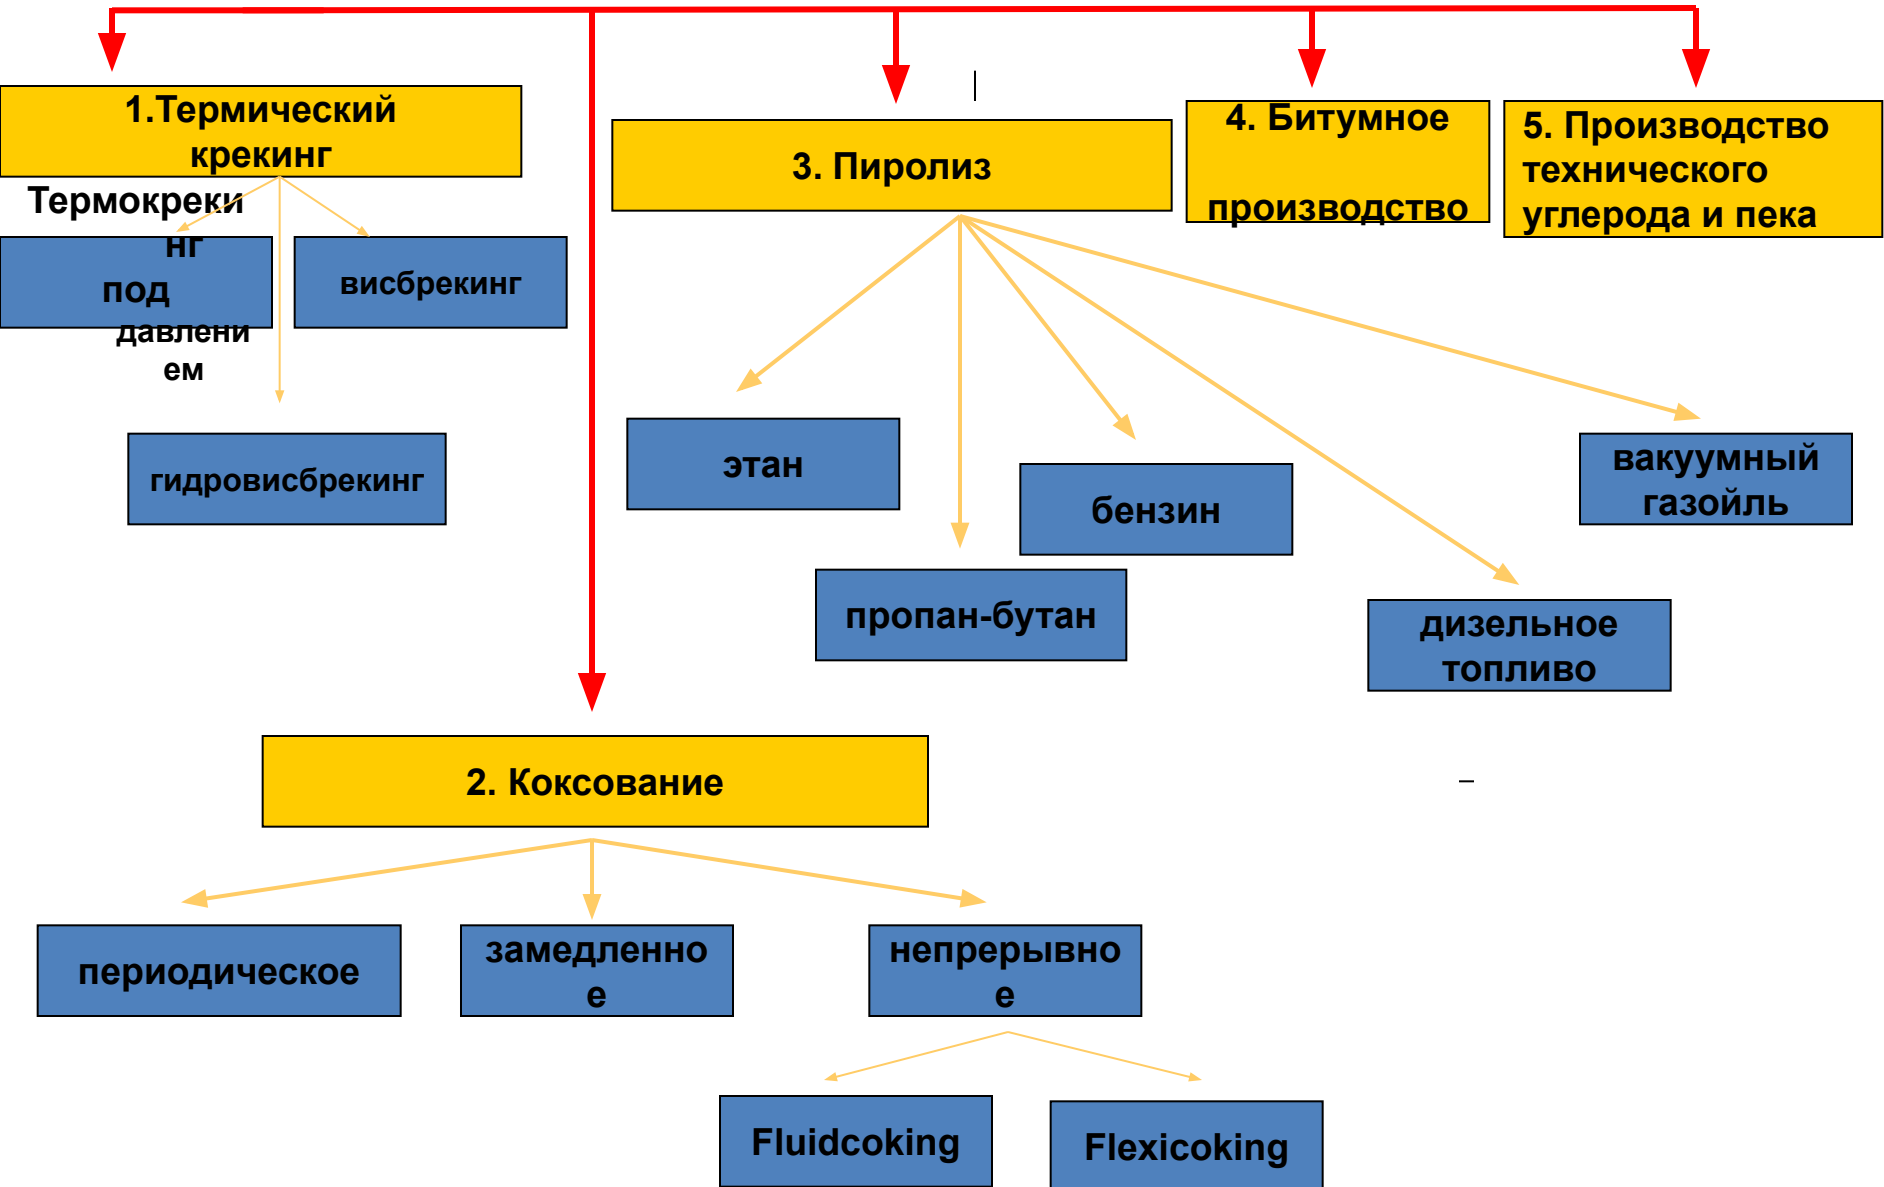 1.Термический
крекинг
Термокреки
нг
под
давлени
ем
висбрекинг
гидровисбрекинг
3. Пиролиз
4. Битумное
производство
5. Производство
технического
углерода и пека
этан
пропан-бутан
бензин
дизельное
топливо
вакуумный
газойль
2. Коксование
периодическое
замедленно
е
непрерывно
е
Fluidcoking
Flexicoking